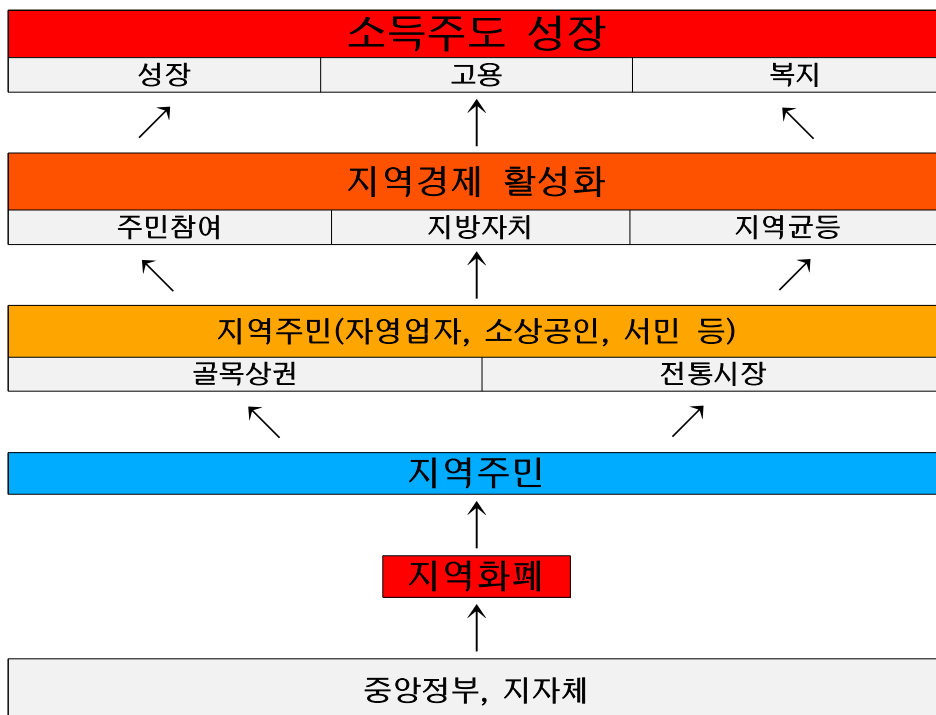 소득주도 성장
성장 고용 복지
지역경제 활성화
주민참여 지방자치 지역균등
지역주민(자영업자, 소상공인, 서민 등)
골목상권 전통시장
지역주민
지역화폐
중앙정부, 지자체